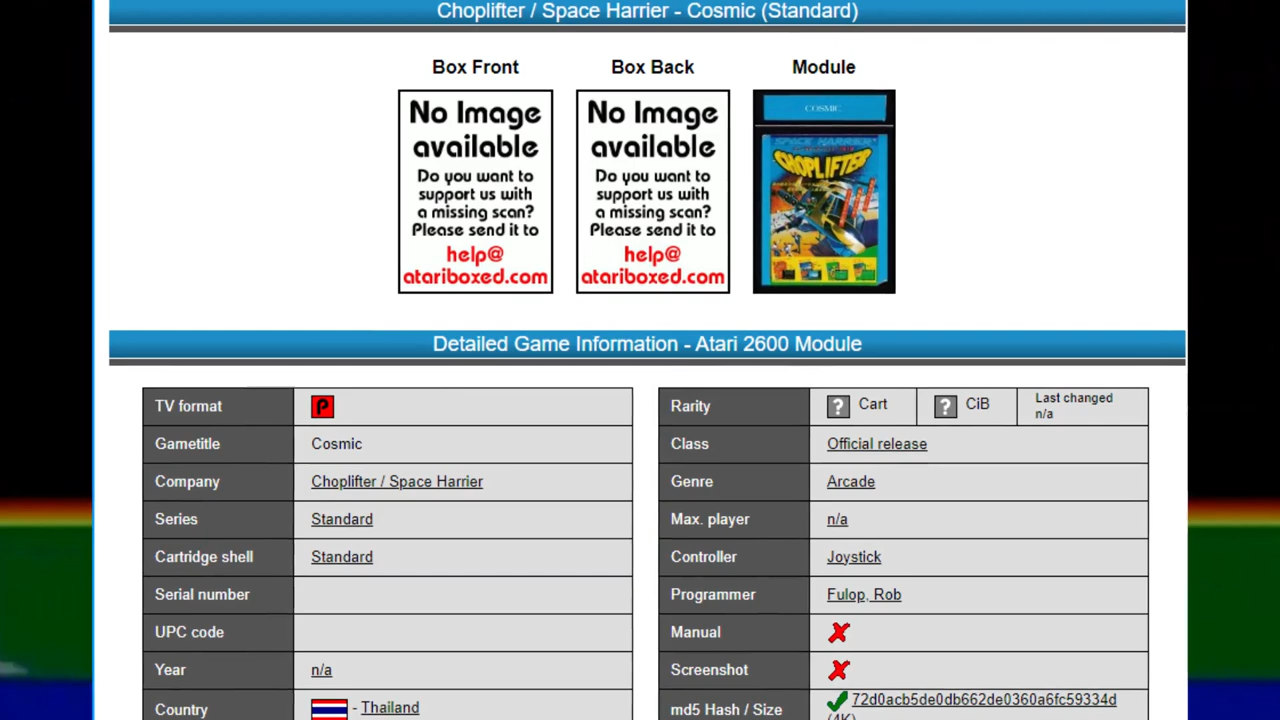 Choplifter / Space Harrier - Cosmic (Standard)
Box Front
Box Back
Module
No Image
available
Do you want to
support us with
a missing scan?
Please send it to
help@
atariboxed.com
No Image
available
Do you want to
support us with
a missing scan?
Please send it to
help@
atariboxed.com
COSMIC
SPACE HARRIER
CHOPLIFTER
Detailed Game Information - Atari 2600 Module
TV format P
Gametitle Cosmic
Company Choplifter / Space Harrier
Series Standard
Cartridge shell Standard
Serial number
UPC code
Year n/a
Country - Thailand
Rarity ? Cart ? CiB Last changed
n/a
Class Official release
Genre Arcade
Max. player n/a
Controller Joystick
Programmer Fulop, Rob
Manual
Screenshot
md5 Hash / Size 72d0acb5de0db662de0360a6fc59334d
(4K)